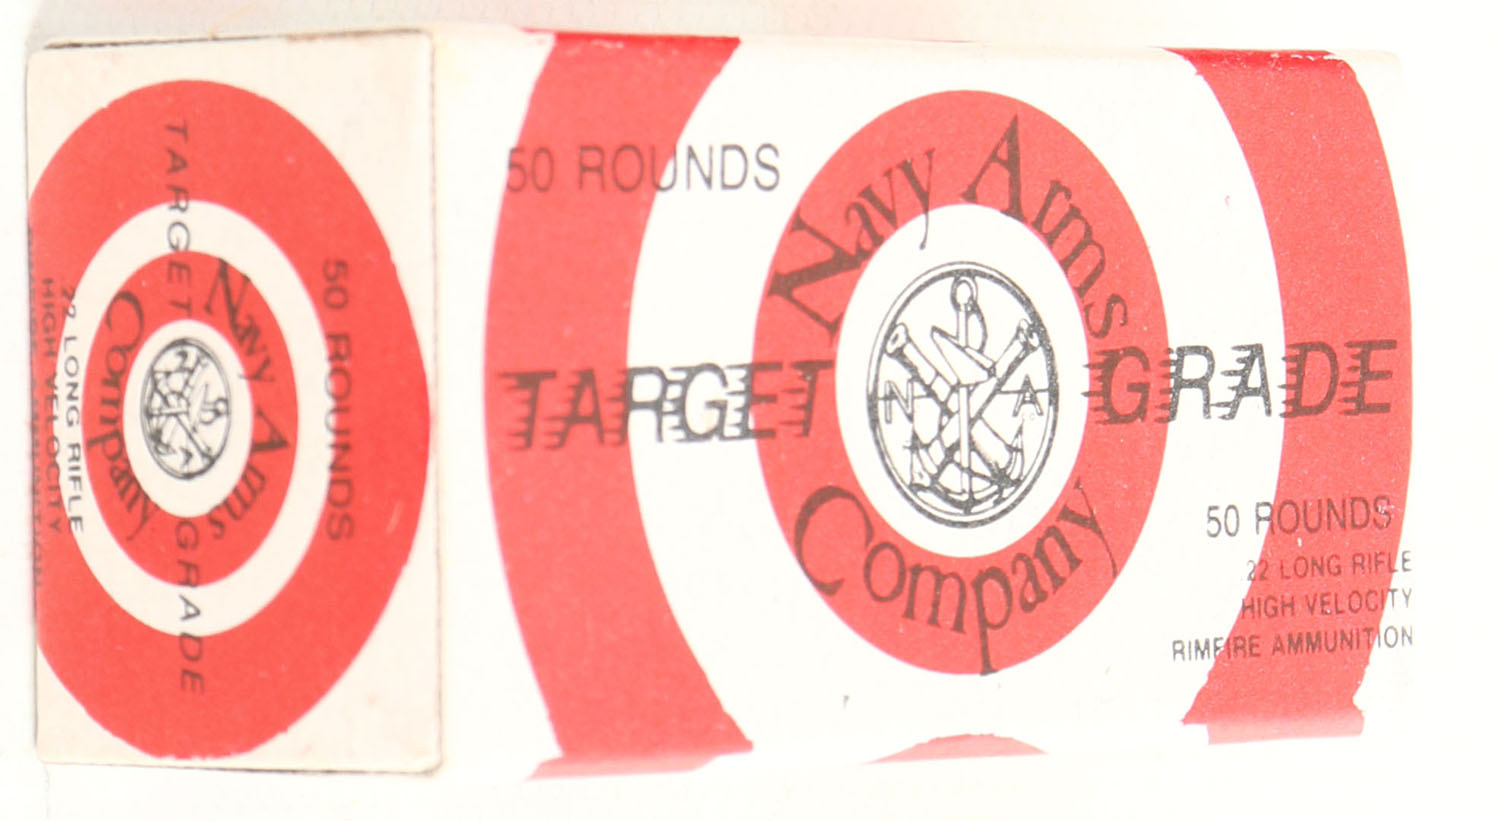 50 ROUNDS
Navy Arms
Company
N A
TARGET GRADE
50 ROUNDS
22 LONG RIFLE
HIGH VELOCITY
RIMFIRE AMMUNITION
50 ROUNDS
Navy Arms
Company
TARGET GRADE
22 LONG RIFLE
HIGH VELOCITY